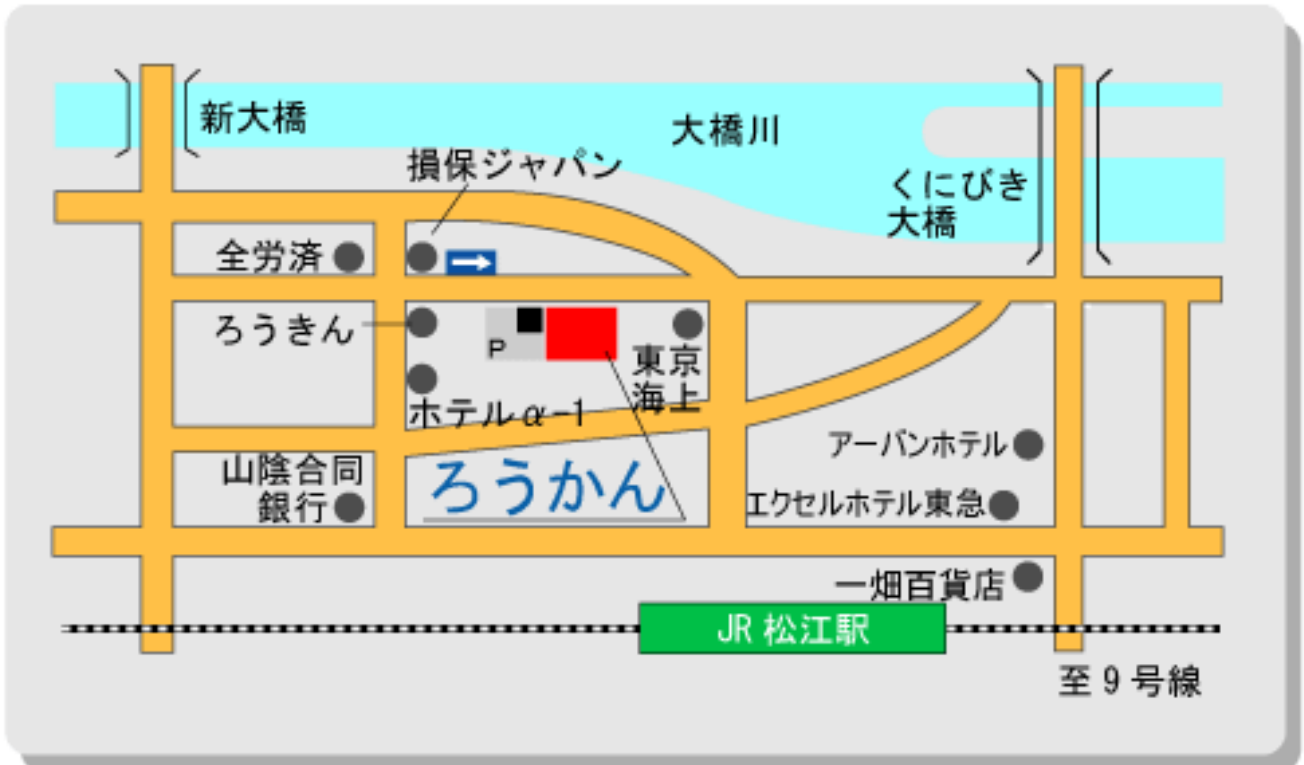 新大橋
大橋川
損保ジャパン
くにびき
大橋
全労済
ろうきん
P
東京
海上
ホテルα-1
アーバンホテル
山陰合同
銀行
ろうかん
エクセルホテル東急
一畑百貨店
JR 松江駅
至 9 号線